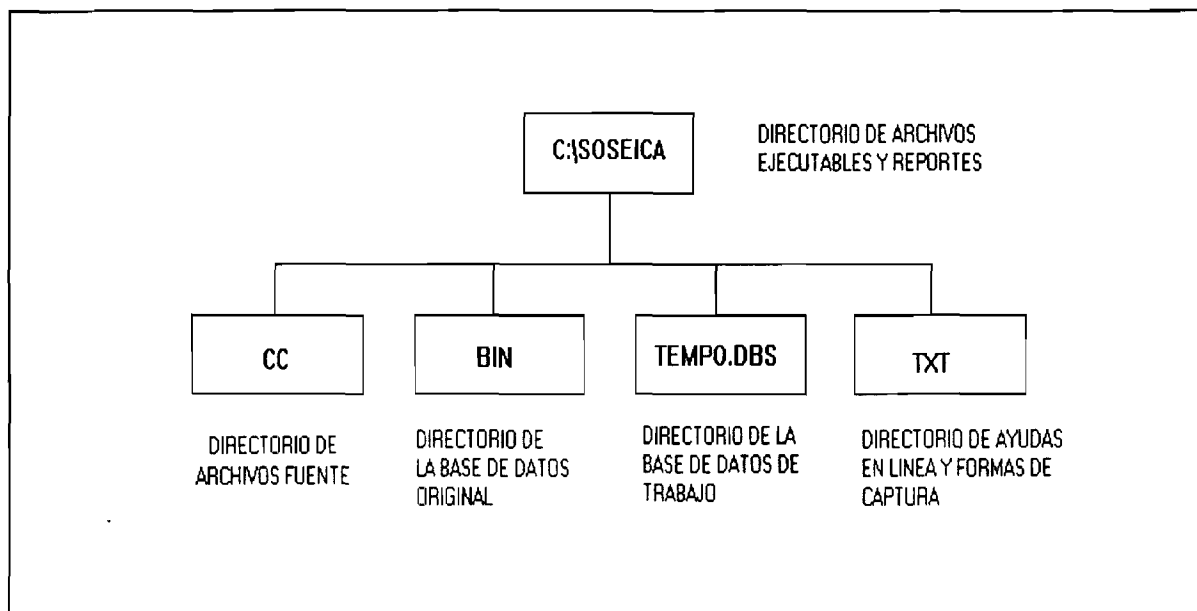 C:\SOSEICA
DIRECTORIO DE ARCHIVOS
EJECUTABLES Y REPORTES
CC
BIN
TEMPO.DBS
TXT
DIRECTORIO DE
ARCHIVOS FUENTE
DIRECTORIO DE
LA BASE DE DATOS
ORIGINAL
DIRECTORIO DE LA
BASE DE DATOS DE
TRABAJO
DIRECTORIO DE AYUDAS
EN LINEA Y FORMAS DE
CAPTURA